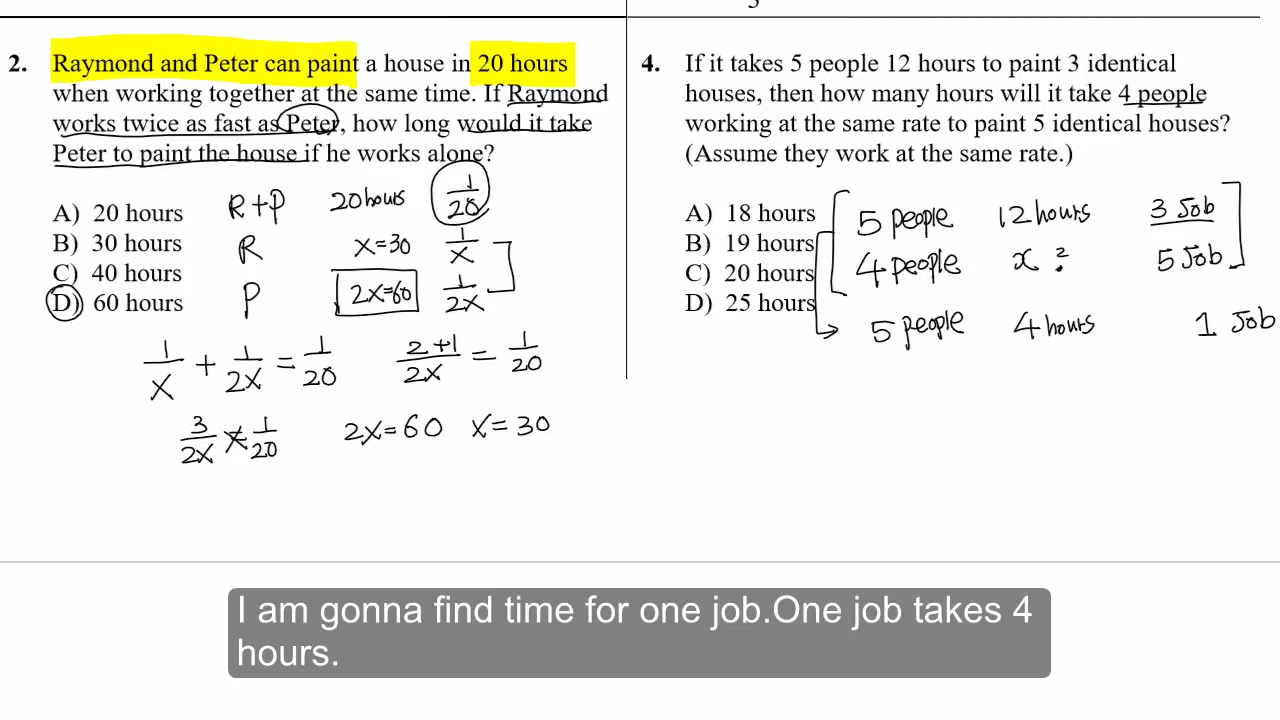 2. Raymond and Peter can paint a house in 20 hours
when working together at the same time. If Raymond
works twice as fast as Peter, how long would it take
Peter to paint the house if he works alone?
A) 20 hours
B) 30 hours
C) 40 hours
D) 60 hours
R+P 20 hours 1/20
R x=30 1/x
P 2x=60 1/2x
1/x + 1/2x = 1/20 2+1/2x = 1/20
3/2x = 1/20 2x=60 x=30
4. If it takes 5 people 12 hours to paint 3 identical
houses, then how many hours will it take 4 people
working at the same rate to paint 5 identical houses?
(Assume they work at the same rate.)
A) 18 hours
B) 19 hours
C) 20 hours
D) 25 hours
5 people 12 hours 3 Job
4 people x ? 5 Job
5 people 4 hours 1 Job
I am gonna find time for one job.One job takes 4
hours.